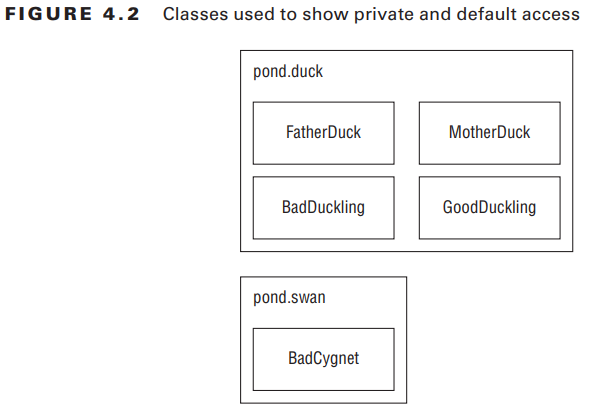 FIGURE 4.2 Classes used to show private and default access
pond.duck
FatherDuck MotherDuck
BadDuckling GoodDuckling
pond.swan
BadCygnet